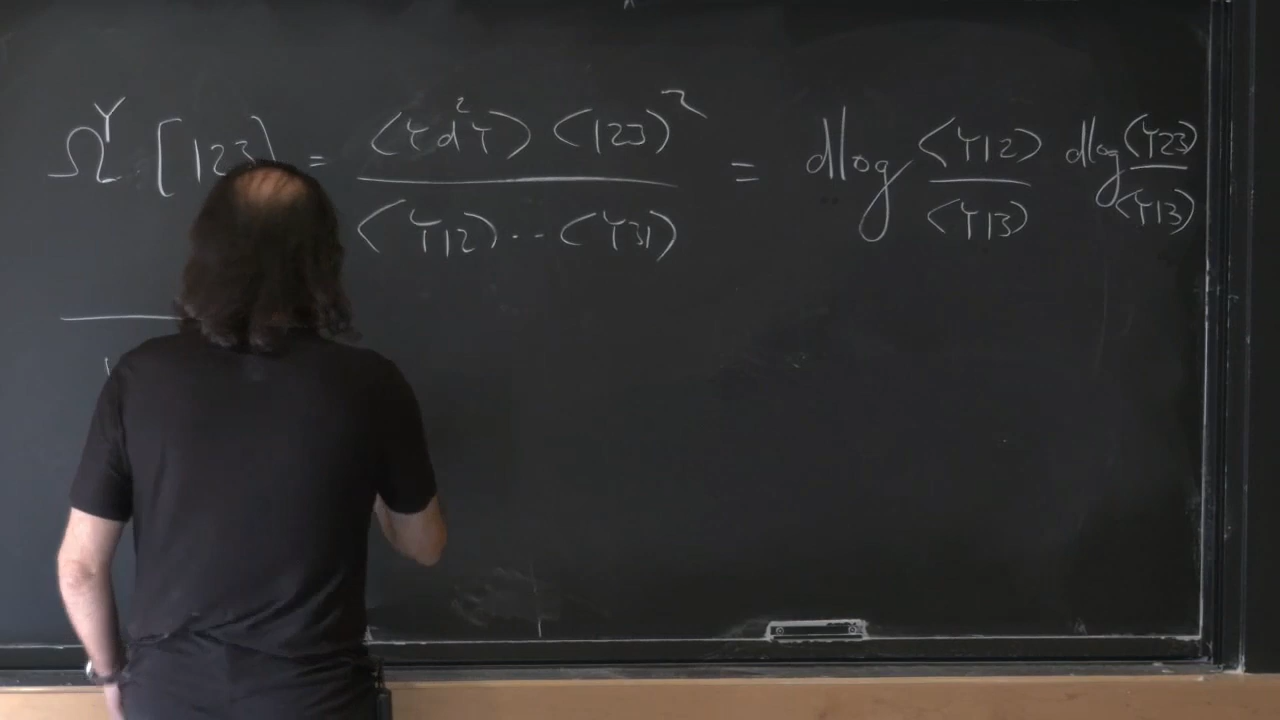 Ω^Y [123] = <Y d²Y> <123>² / <Y12> ·-- <Y31> = dlog <Y12> / <Y13> dlog <Y23> / <Y13>